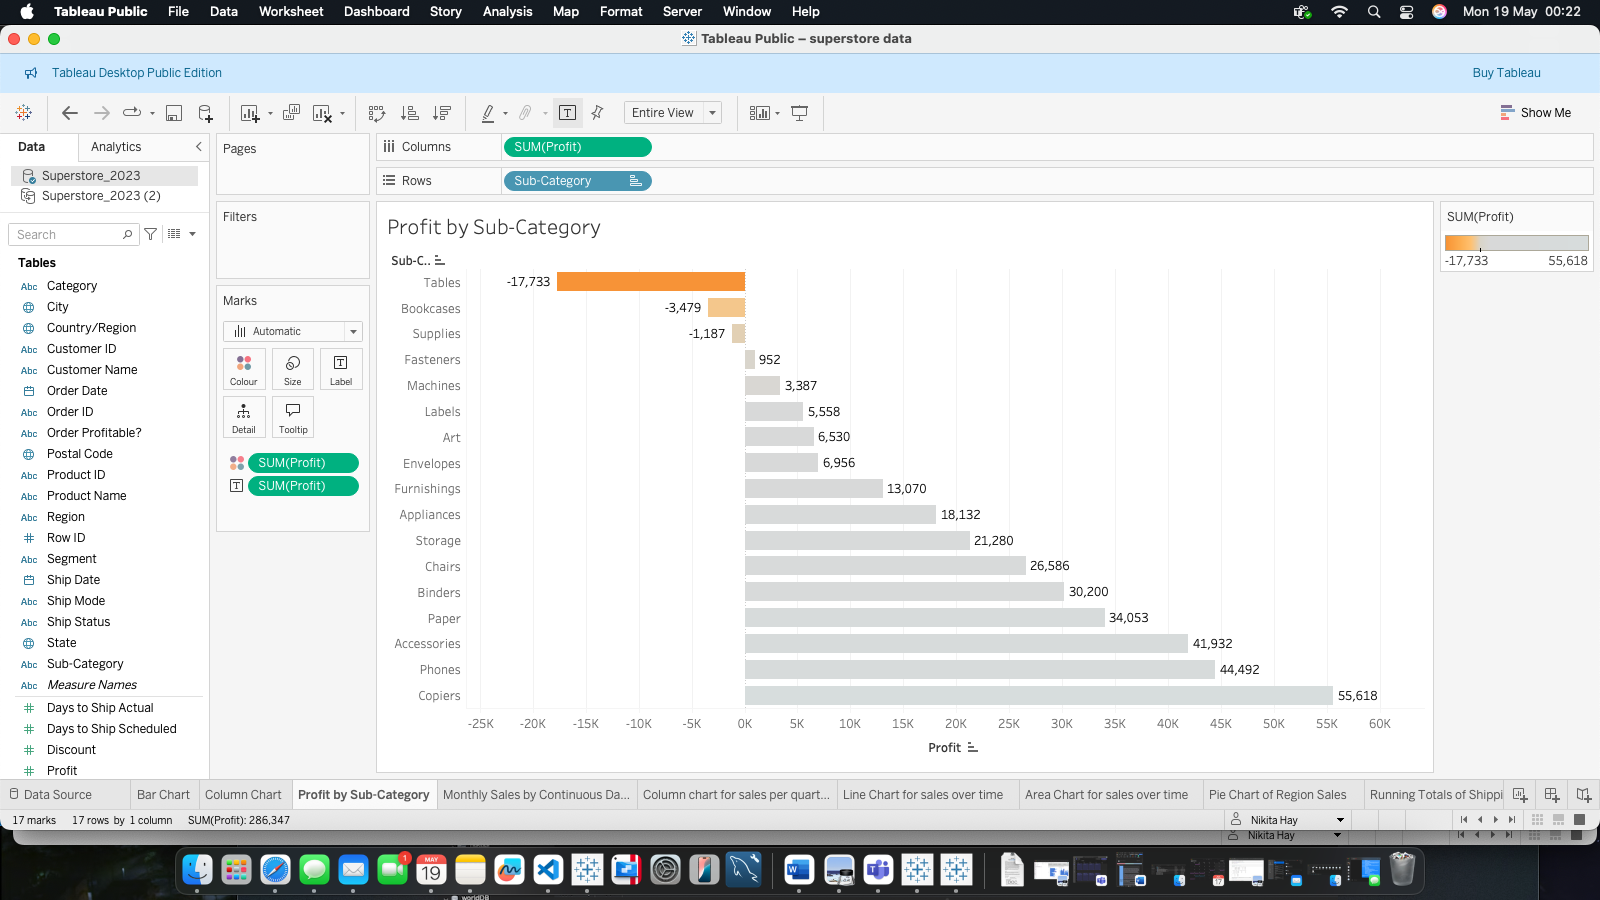 Tableau Public File Data Worksheet Dashboard Story Analysis Map Format Server Window Help Mon 19 May 00:22
Tableau Public – superstore data
Tableau Desktop Public Edition Buy Tableau
Entire View Show Me
Data Analytics
Superstore_2023
Superstore_2023 (2)
Search
Tables
Abc Category
City
Country/Region
Abc Customer ID
Abc Customer Name
Order Date
Abc Order ID
Abc Order Profitable?
Postal Code
Abc Product ID
Abc Product Name
Abc Region
Row ID
Abc Segment
Ship Date
Abc Ship Mode
Abc Ship Status
State
Abc Sub-Category
Abc Measure Names
Days to Ship Actual
Days to Ship Scheduled
Discount
Profit
Pages
Filters
Marks
Automatic
Colour Size Label
Detail Tooltip
SUM(Profit)
SUM(Profit)
Columns SUM(Profit)
Rows Sub-Category
Profit by Sub-Category
Sub-C..
Tables -17,733
Bookcases -3,479
Supplies -1,187
Fasteners 952
Machines 3,387
Labels 5,558
Art 6,530
Envelopes 6,956
Furnishings 13,070
Appliances 18,132
Storage 21,280
Chairs 26,586
Binders 30,200
Paper 34,053
Accessories 41,932
Phones 44,492
Copiers 55,618
-25K -20K -15K -10K -5K 0K 5K 10K 15K 20K 25K 30K 35K 40K 45K 50K 55K 60K
Profit
SUM(Profit)
-17,733 55,618
Data Source Bar Chart Column Chart Profit by Sub-Category Monthly Sales by Continuous Da... Column chart for sales per quart... Line Chart for sales over time Area Chart for sales over time Pie Chart of Region Sales Running Totals of Shippi
17 marks 17 rows by 1 column SUM(Profit): 286,347 Nikita Hay
Nikita Hay
1
MAY
19
worldDB